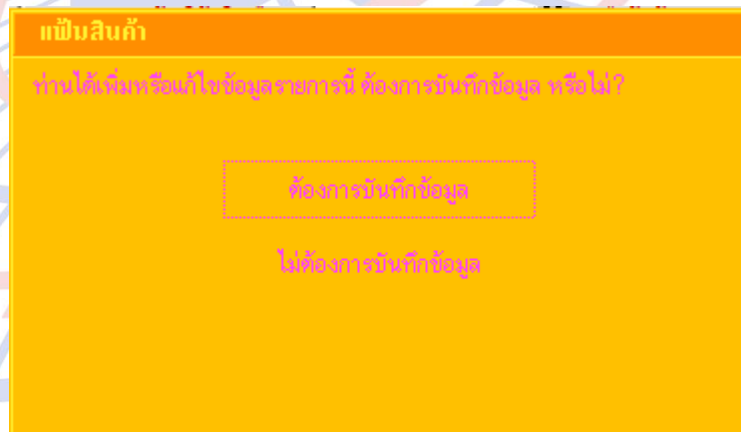 แฟ้มสินค้า
ท่านได้เพิ่มหรือแก้ไขข้อมูลรายการนี้ ต้องการบันทึกข้อมูล หรือไม่?
ต้องการบันทึกข้อมูล
ไม่ต้องการบันทึกข้อมูล